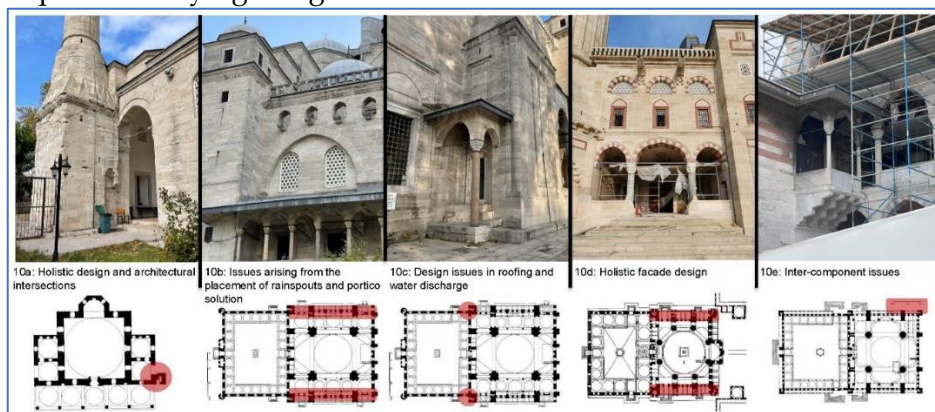 10a: Holistic design and architectural
intersections
10b: Issues arising from the
placement of rainspouts and portico
solution
10c: Design issues in roofing and
water discharge
10d: Holistic facade design
10e: Inter-component issues